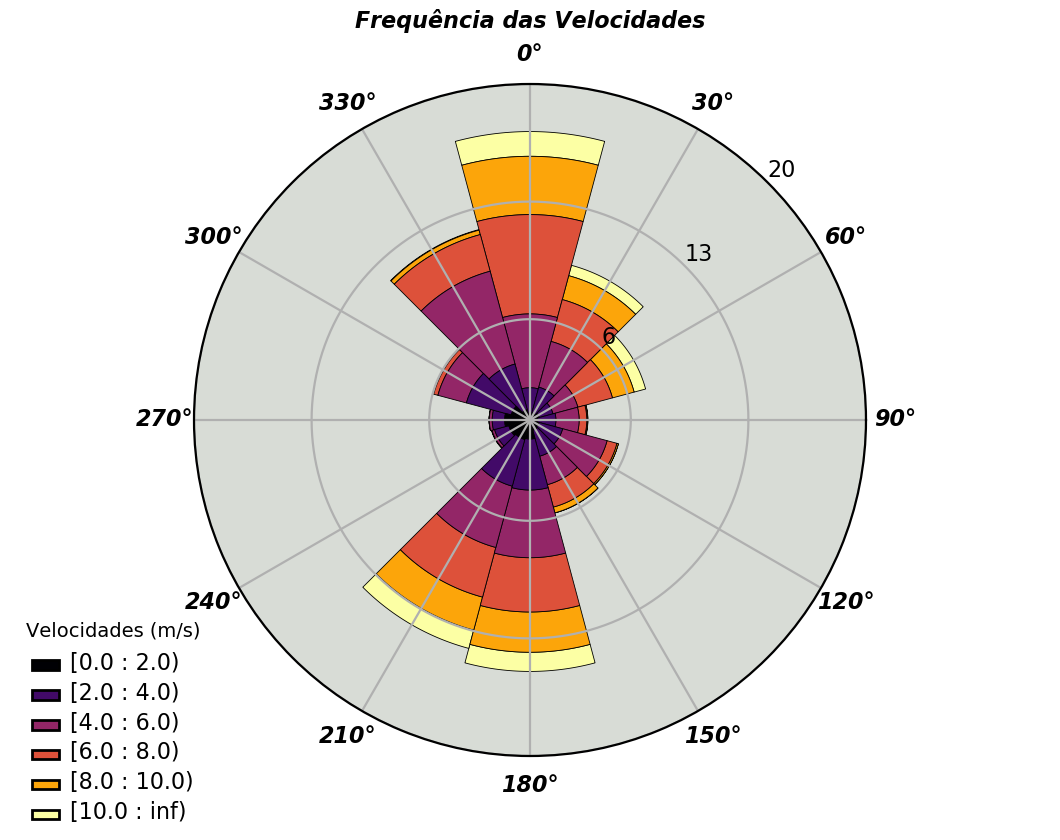 Frequência das Velocidades
0°
330°
30°
20
300°
60°
13
6
270°
90°
240°
120°
210°
150°
180°
Velocidades (m/s)
[0.0 : 2.0)
[2.0 : 4.0)
[4.0 : 6.0)
[6.0 : 8.0)
[8.0 : 10.0)
[10.0 : inf)